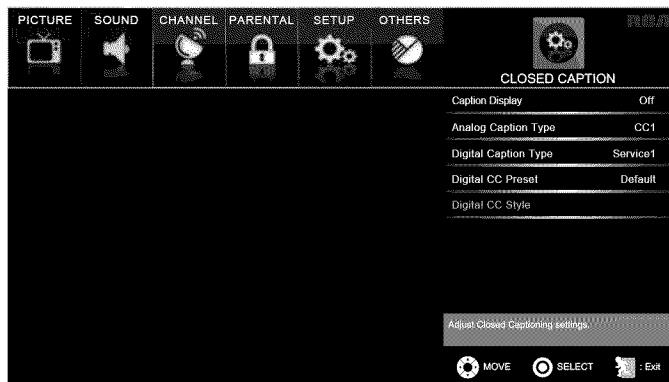 PICTURE SOUND CHANNEL PARENTAL SETUP OTHERS
RCA
CLOSED CAPTION
Caption Display Off
Analog Caption Type CC1
Digital Caption Type Service1
Digital CC Preset Default
Digital CC Style
Adjust Closed Captioning settings.
MOVE SELECT : Exit